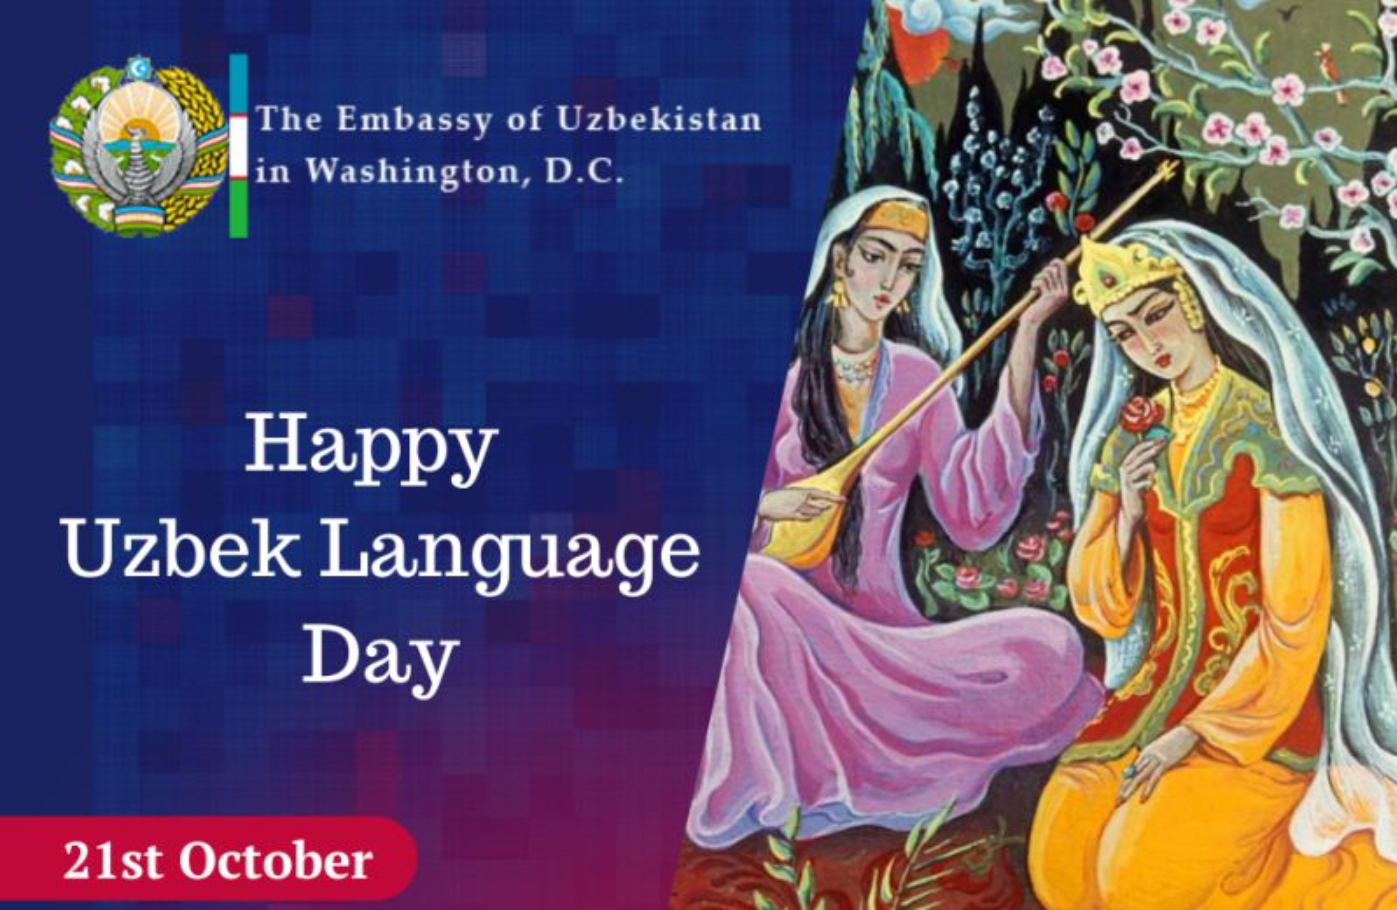 The Embassy of Uzbekistan
in Washington, D.C.
Happy
Uzbek Language
Day
21st October